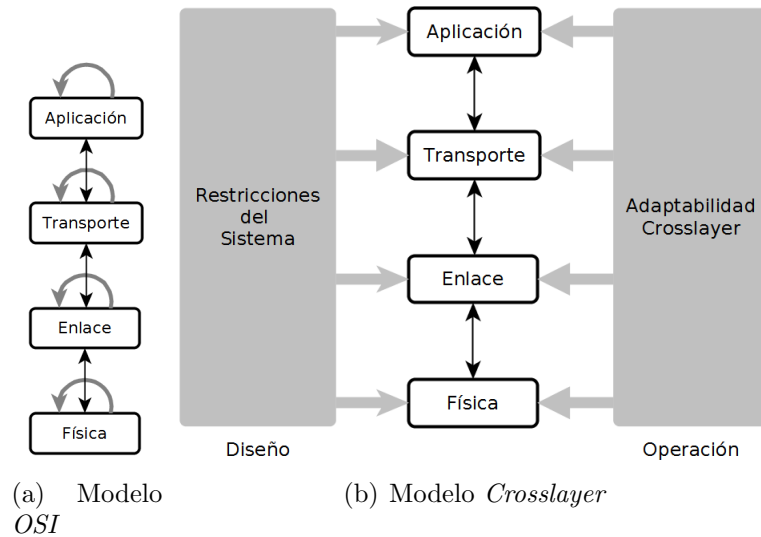 Aplicación
Transporte
Enlace
Física
(a) Modelo
OSI
Restricciones
del
Sistema
Diseño
Aplicación
Transporte
Enlace
Física
Adaptabilidad
Crosslayer
Operación
(b) Modelo Crosslayer